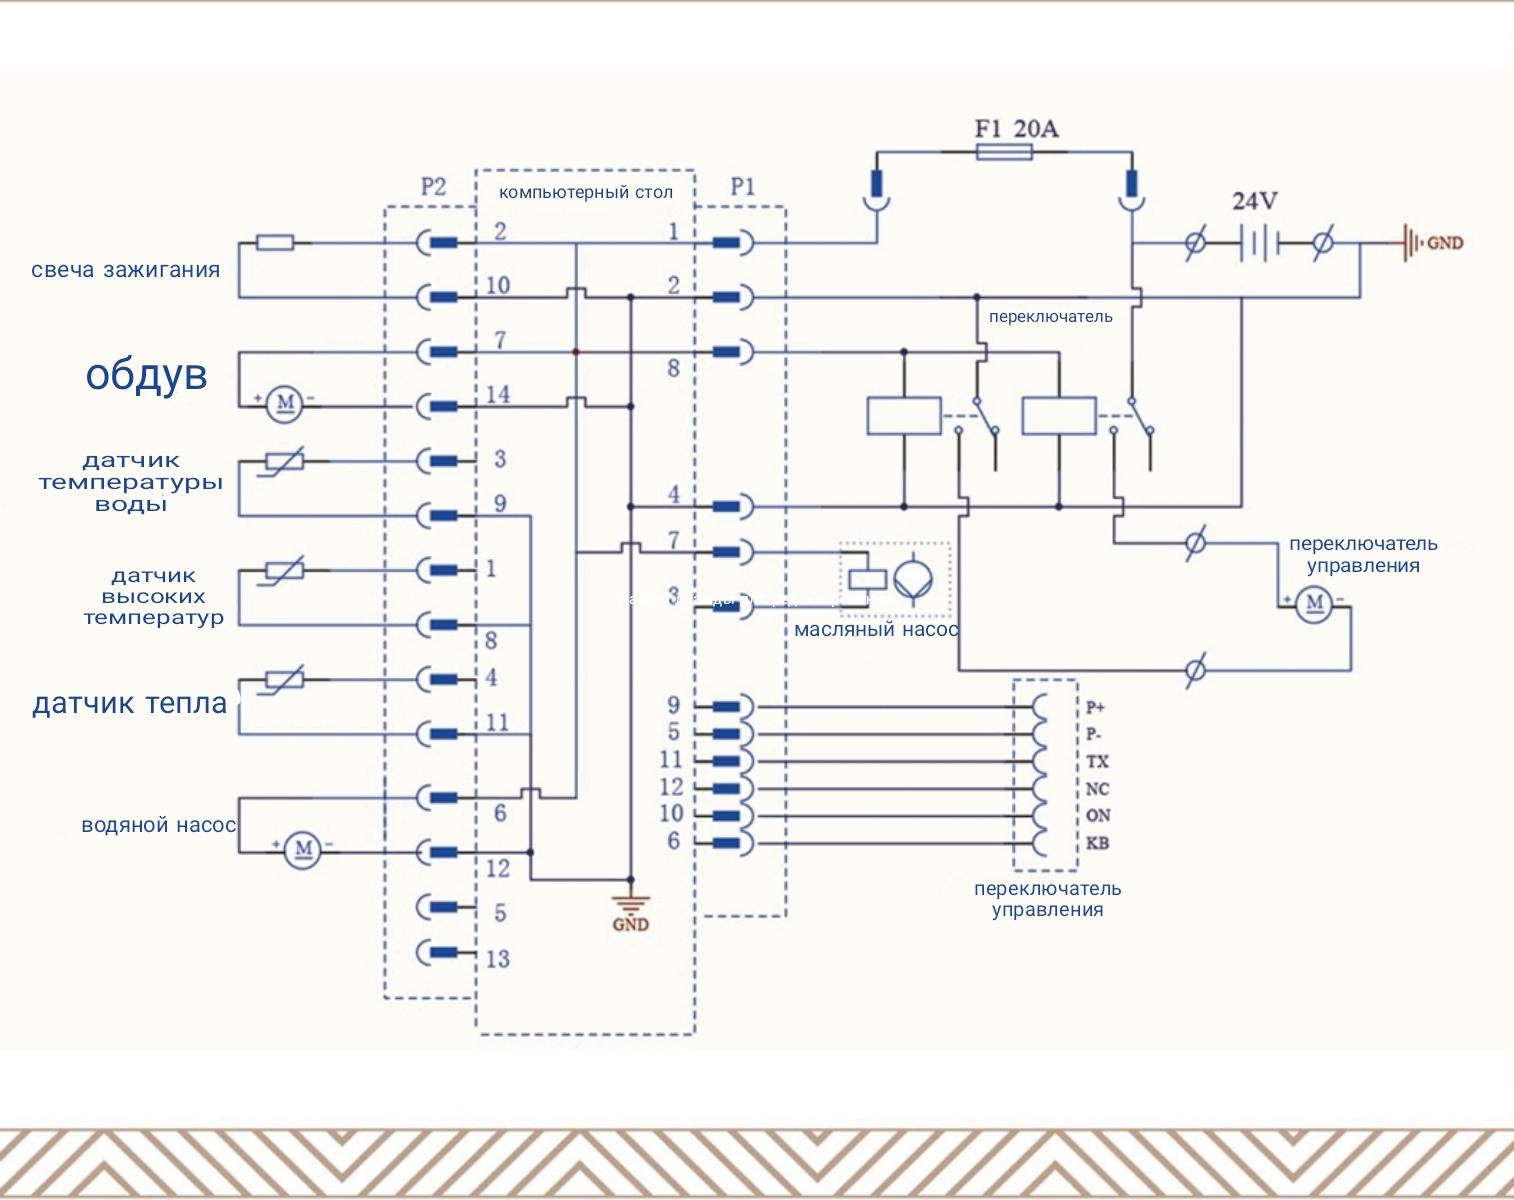 F1 20A
P2
компьютерный стол
P1
24V
2
1
GND
свеча зажигания
10
2
переключатель
7
8
обдув
+ M -
14
датчик
температуры
воды
3
4
9
7
переключатель
управления
датчик
высоких
температур
1
3
+ M -
8
масляный насос
4
датчик тепла
9
P+
11
5
P-
11
TX
12
NC
6
10
ON
водяной насос
6
KB
+ M -
12
переключатель
управления
5
GND
13